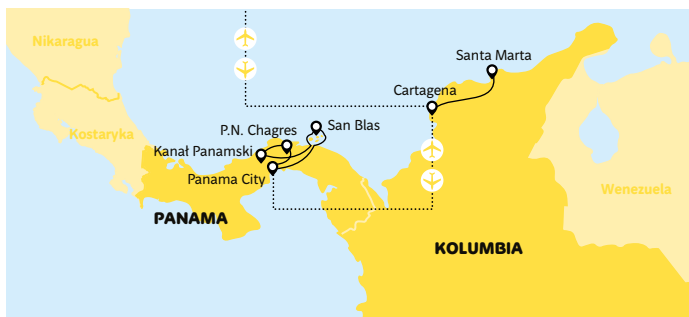 Nikaragua
Santa Marta
Cartagena
Kostaryka
P.N. Chagres
San Blas
Kanał Panamski
Panama City
Wenezuela
PANAMA
KOLUMBIA